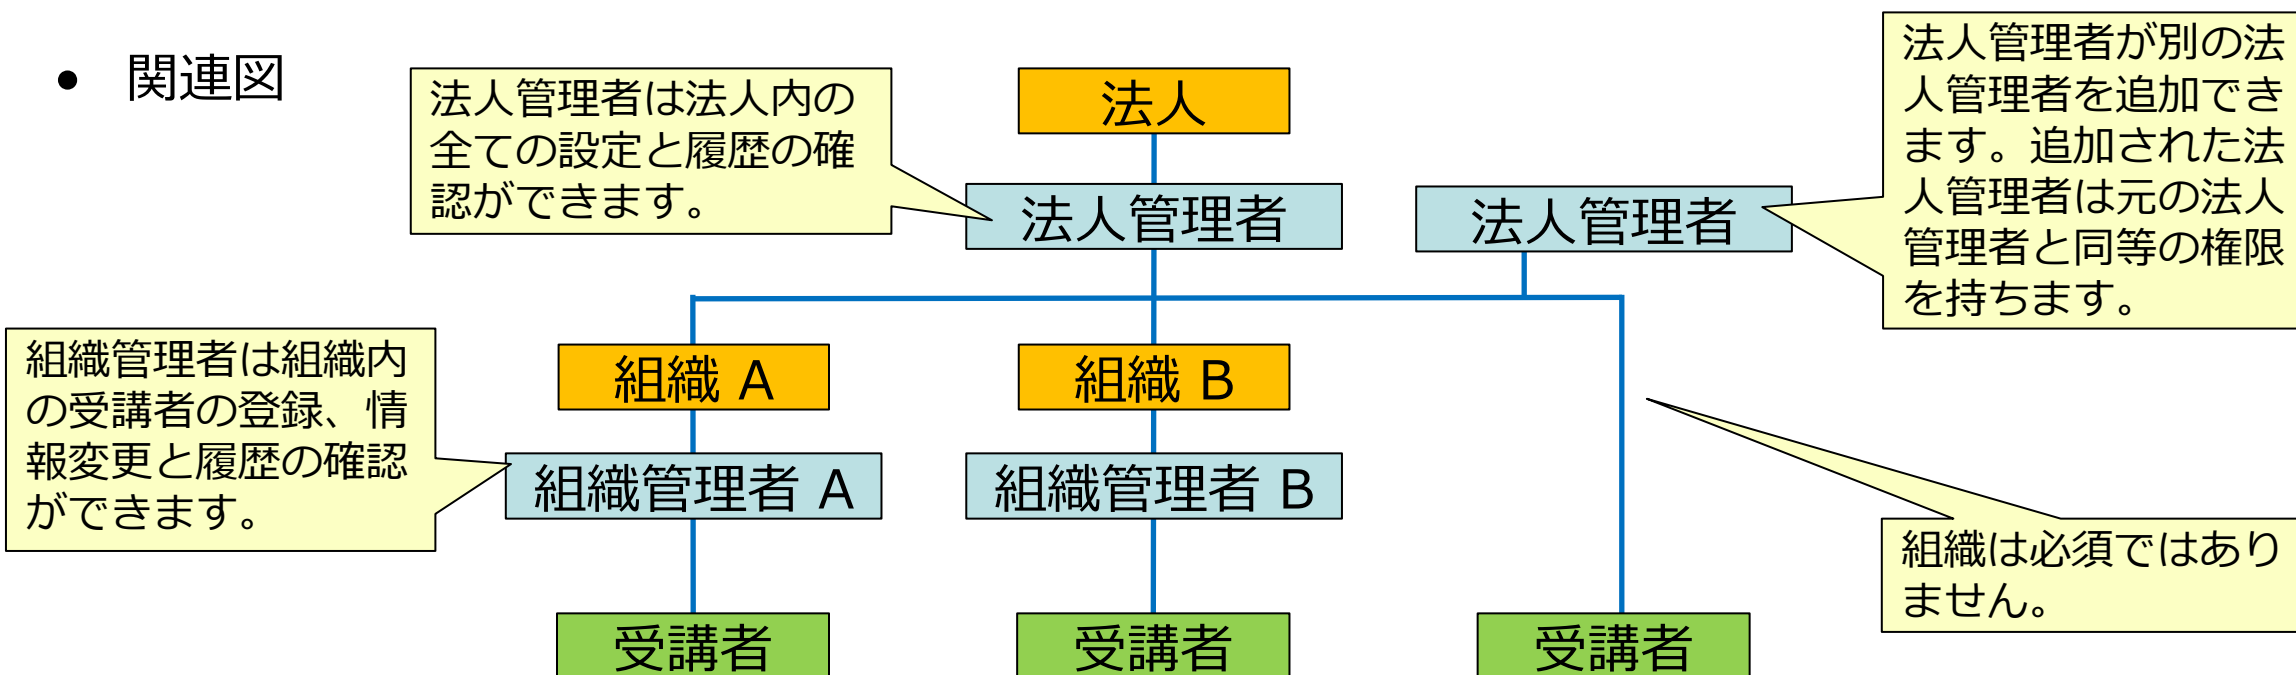 • 関連図
法人管理者は法人内の
全ての設定と履歴の確
認ができます。
法人
法人管理者が別の法
人管理者を追加でき
ます。追加された法
人管理者は元の法人
管理者と同等の権限
を持ちます。
法人管理者
法人管理者
組織管理者は組織内
の受講者の登録、情
報変更と履歴の確認
ができます。
組織 A
組織 B
組織管理者 A
組織管理者 B
組織は必須ではあり
ません。
受講者
受講者
受講者